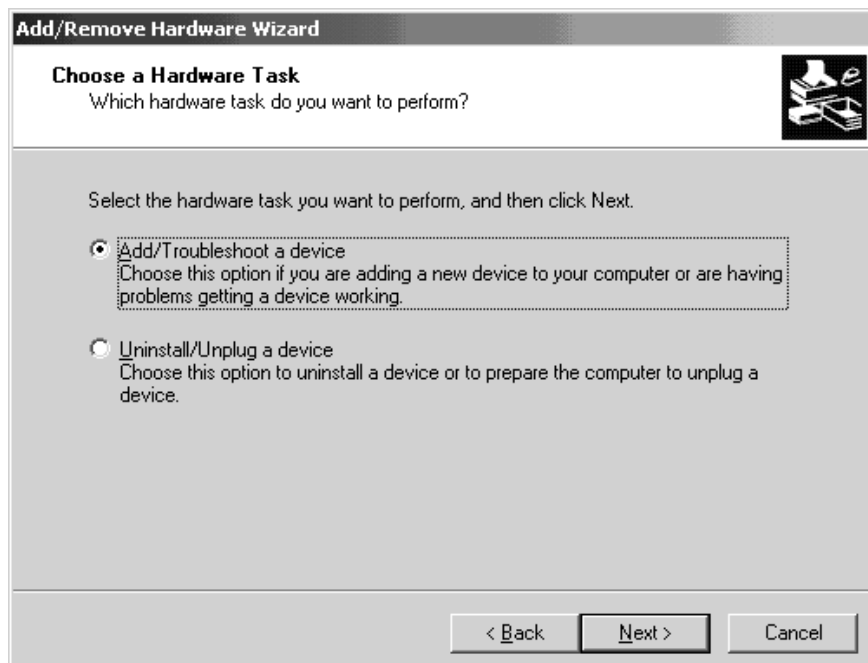 Add/Remove Hardware Wizard
Choose a Hardware Task
Which hardware task do you want to perform?
Select the hardware task you want to perform, and then click Next.
Add/Troubleshoot a device
Choose this option if you are adding a new device to your computer or are having
problems getting a device working.
Uninstall/Unplug a device
Choose this option to uninstall a device or to prepare the computer to unplug a
device.
< Back
Next >
Cancel